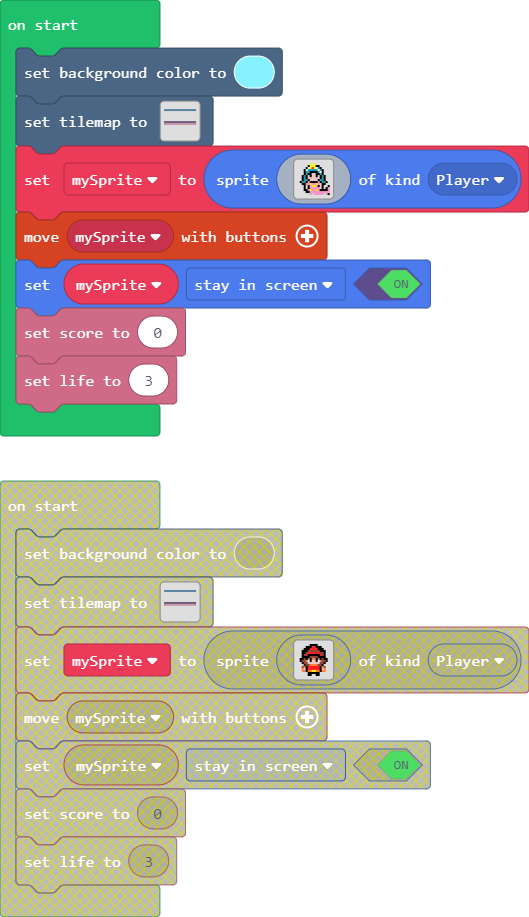 on start
set background color to
set tilemap to
set mySprite to sprite of kind Player
move mySprite with buttons
set mySprite stay in screen ON
set score to 0
set life to 3
on start
set background color to
set tilemap to
set mySprite to sprite of kind Player
move mySprite with buttons
set mySprite stay in screen ON
set score to 0
set life to 3